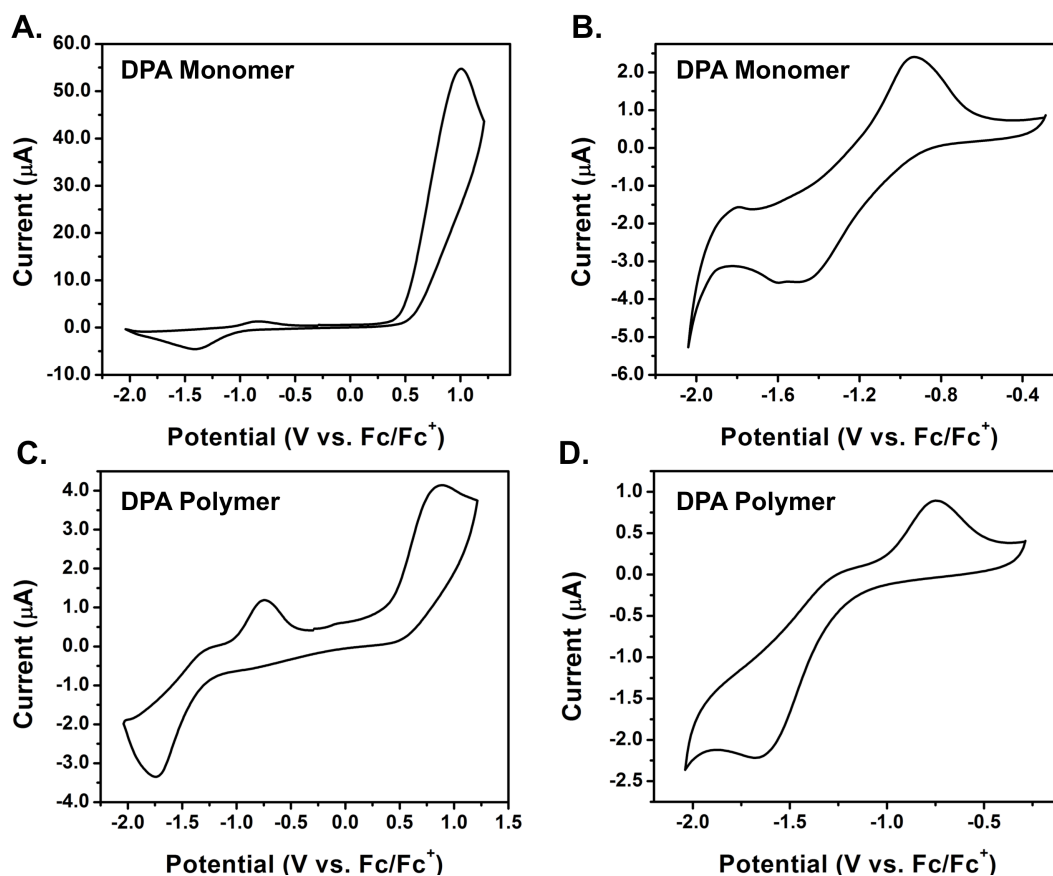 A.
DPA Monomer
60.0
50.0
40.0
30.0
20.0
10.0
0.0
-10.0
Current (μA)
-2.0 -1.5 -1.0 -0.5 0.0 0.5 1.0
Potential (V vs. Fc/Fc+)
B.
DPA Monomer
2.0
1.0
0.0
-1.0
-2.0
-3.0
-4.0
-5.0
-6.0
Current (μA)
-2.0 -1.6 -1.2 -0.8 -0.4
Potential (V vs. Fc/Fc+)
C.
DPA Polymer
4.0
3.0
2.0
1.0
0.0
-1.0
-2.0
-3.0
-4.0
Current (μA)
-2.0 -1.5 -1.0 -0.5 0.0 0.5 1.0 1.5
Potential (V vs. Fc/Fc+)
D.
DPA Polymer
1.0
0.5
0.0
-0.5
-1.0
-1.5
-2.0
-2.5
Current (μA)
-2.0 -1.5 -1.0 -0.5
Potential (V vs. Fc/Fc+)